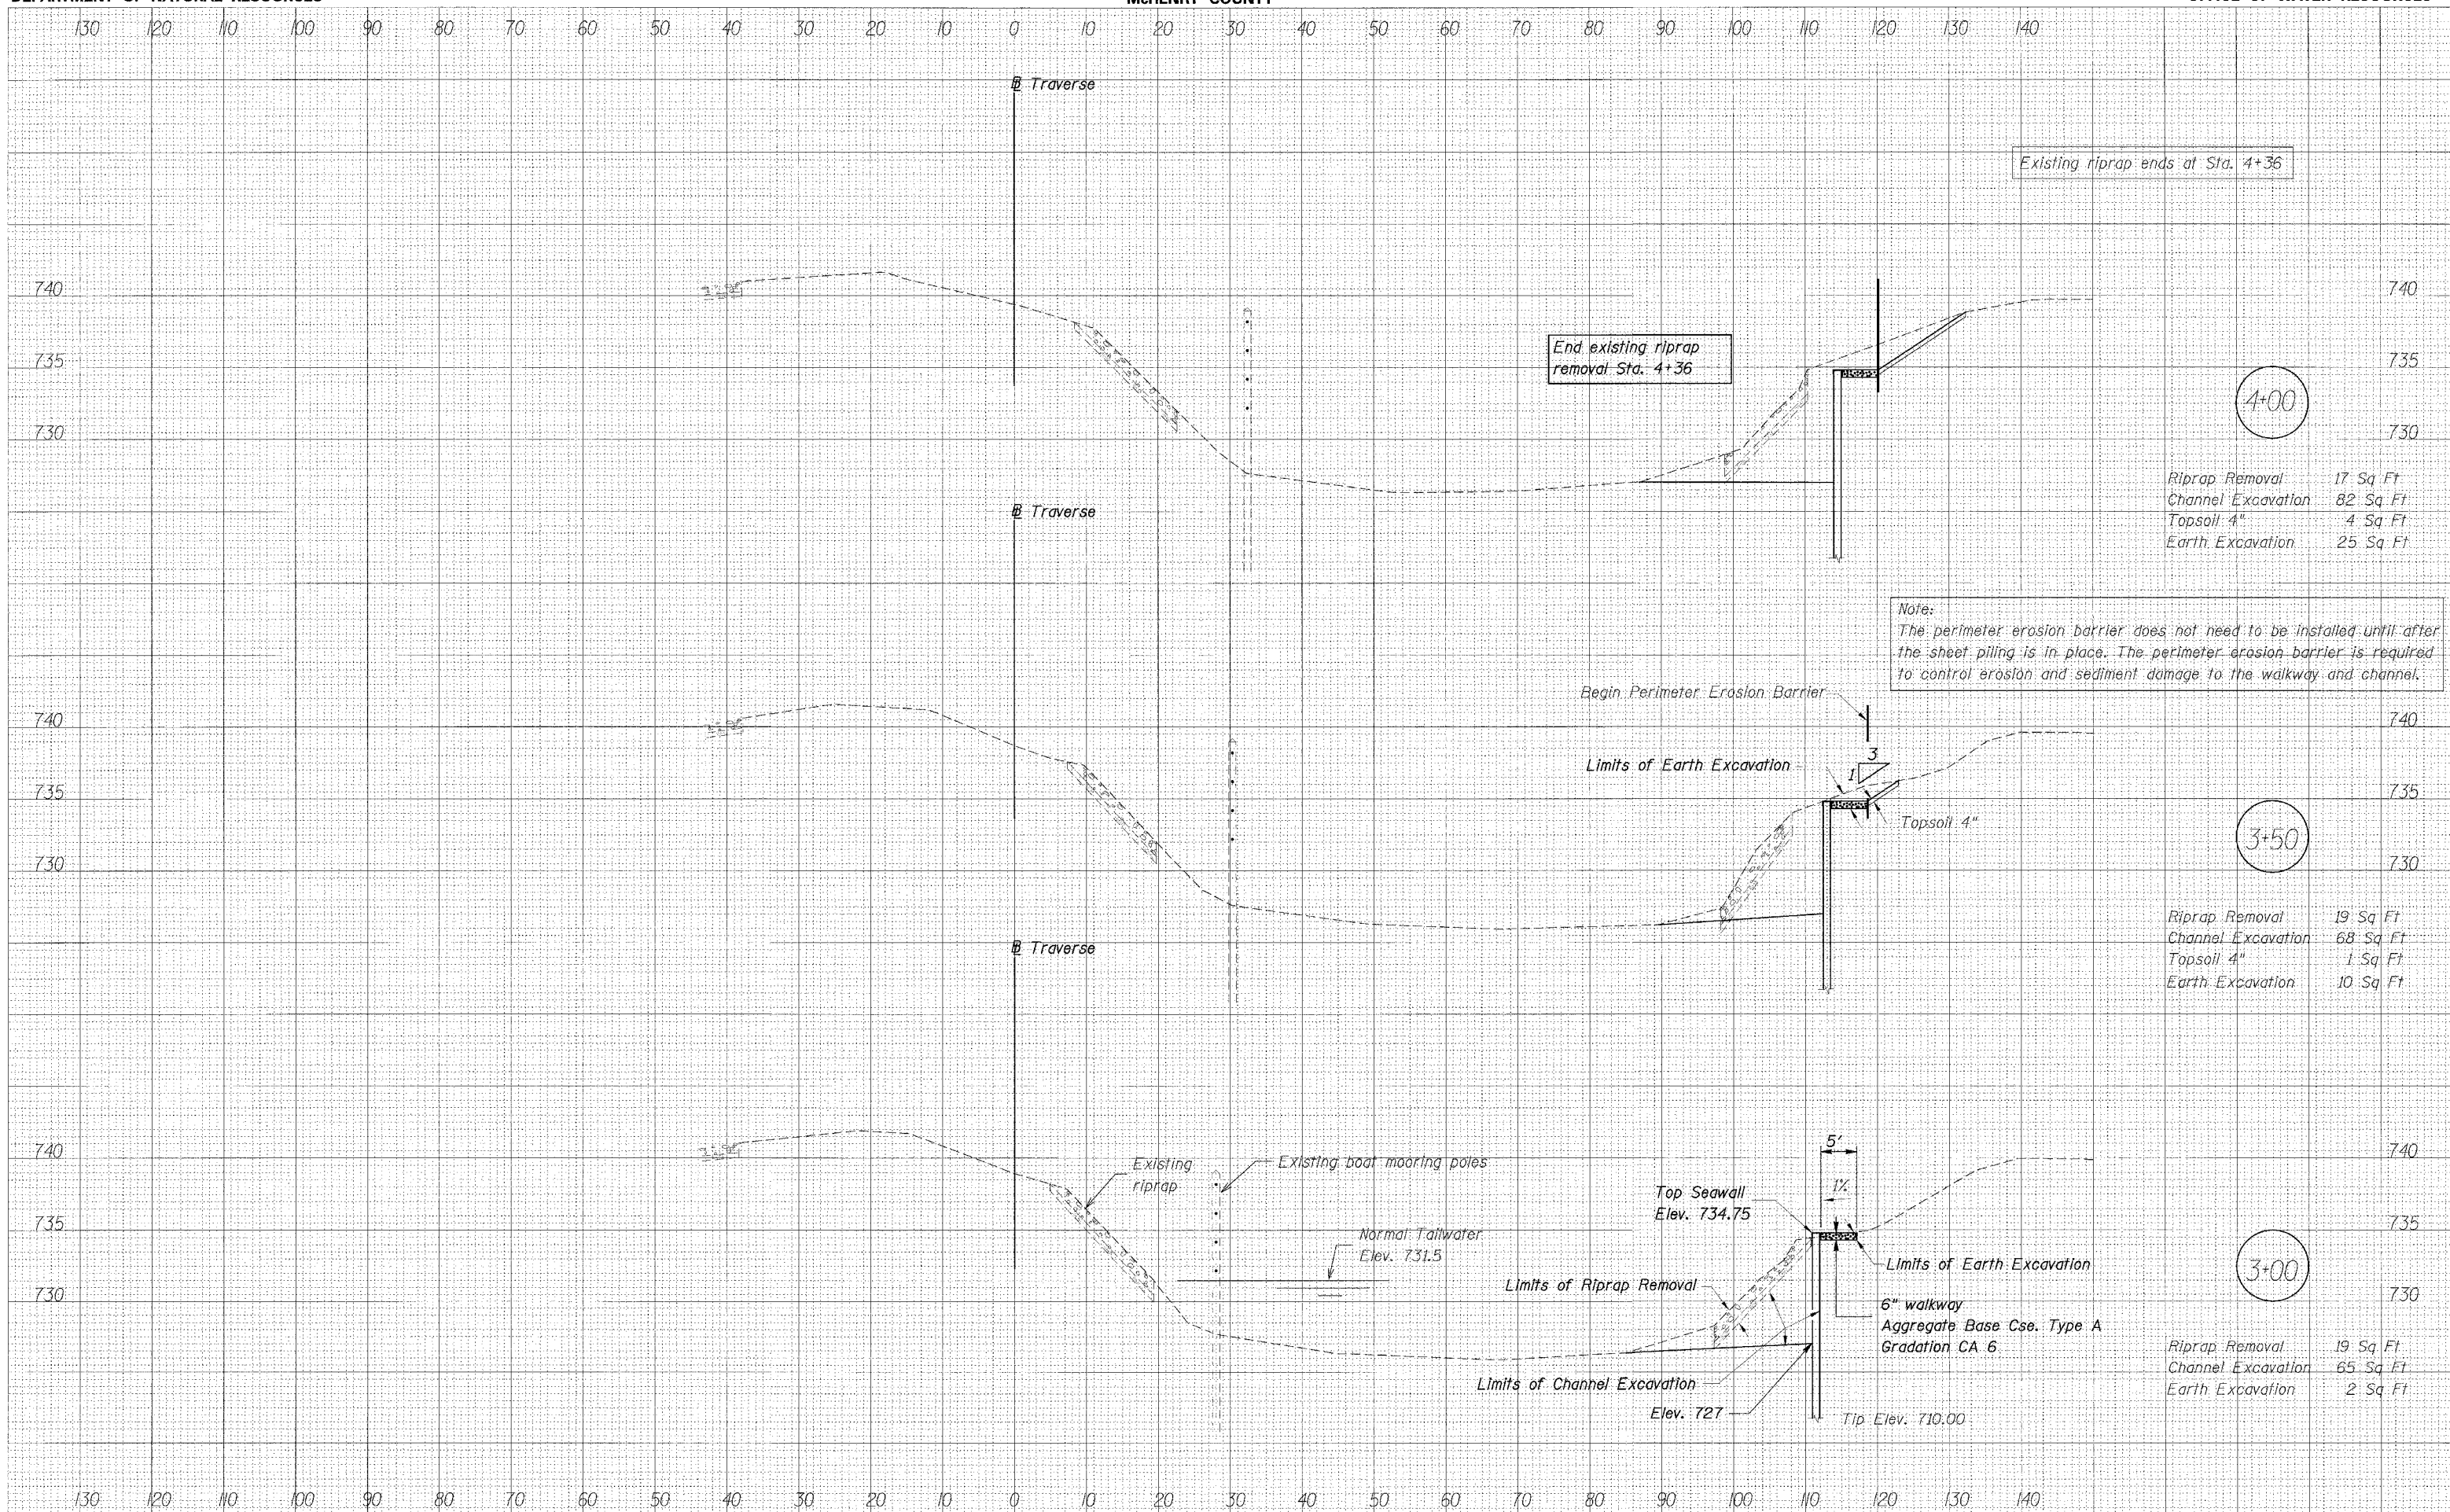 McHENRY COUNTY
130 120 110 100 90 80 70 60 50 40 30 20 10 0 10 20 30 40 50 60 70 80 90 100 110 120 130 140
℄ Traverse
Existing riprap ends at Sta. 4+36
740 740
End existing riprap
removal Sta. 4+36
735 735
4+00
730 730
Riprap Removal 17 Sq Ft
Channel Excavation 82 Sq Ft
Topsoil 4" 4 Sq Ft
Earth Excavation 25 Sq Ft
℄ Traverse
Note:
The perimeter erosion barrier does not need to be installed until after
the sheet piling is in place. The perimeter erosion barrier is required
to control erosion and sediment damage to the walkway and channel.
Begin Perimeter Erosion Barrier
740 740
3
Limits of Earth Excavation
1
735 735
Topsoil 4"
3+50
730 730
Riprap Removal 19 Sq Ft
Channel Excavation 68 Sq Ft
Topsoil 4" 1 Sq Ft
Earth Excavation 10 Sq Ft
℄ Traverse
5'
740 740
Existing
riprap
Existing boat mooring poles
1%
Top Seawall
Elev. 734.75
735 735
Normal Tailwater
Elev. 731.5
Limits of Earth Excavation
3+00
Limits of Riprap Removal
730 730
6" walkway
Aggregate Base Cse. Type A
Gradation CA 6
Riprap Removal 19 Sq Ft
Channel Excavation 65 Sq Ft
Earth Excavation 2 Sq Ft
Limits of Channel Excavation
Elev. 727
Tip Elev. 710.00
130 120 110 100 90 80 70 60 50 40 30 20 10 0 10 20 30 40 50 60 70 80 90 100 110 120 130 140